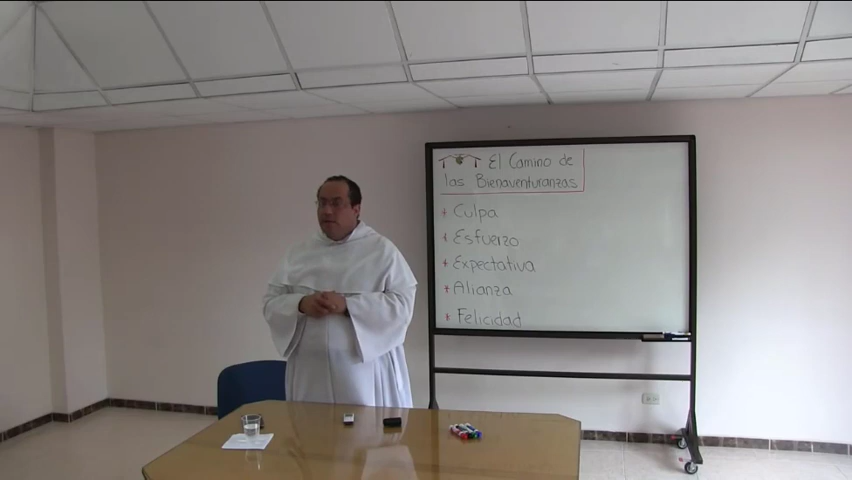 El Camino de
las Bienaventuranzas
* Culpa
* Esfuerzo
* Expectativa
* Alianza
* Felicidad